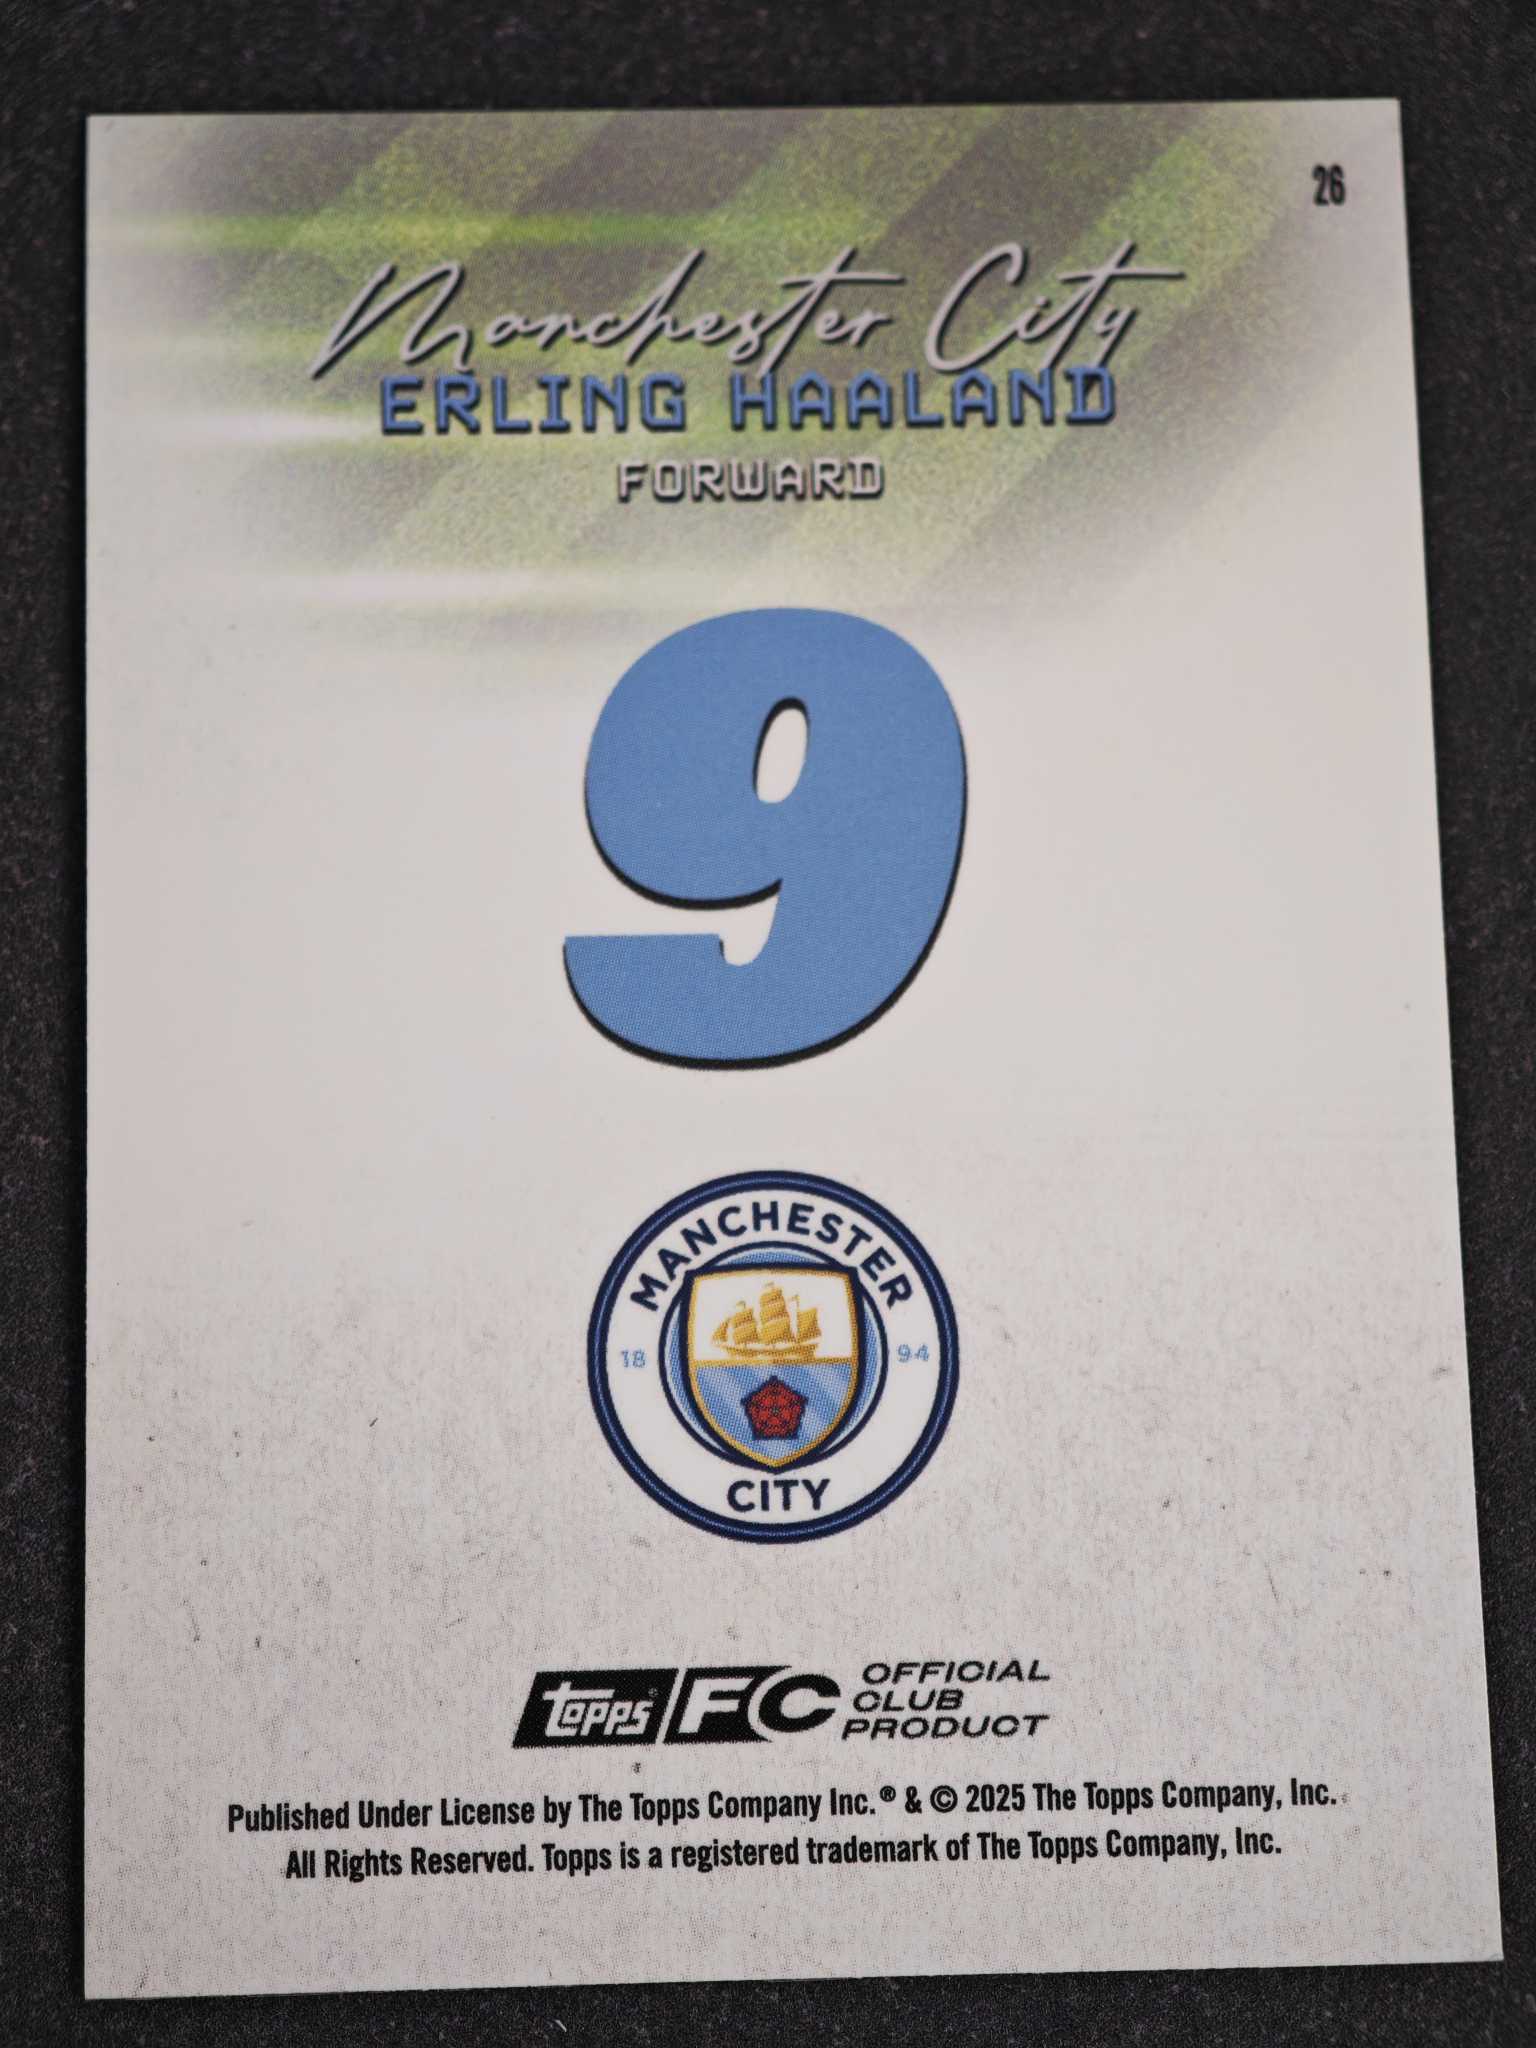 26
Manchester City
ERLING HAALAND
FORWARD
9
MANCHESTER
18 94
CITY
topps® FC OFFICIAL
CLUB
PRODUCT
Published Under License by The Topps Company Inc.® & © 2025 The Topps Company, Inc.
All Rights Reserved. Topps is a registered trademark of The Topps Company, Inc.